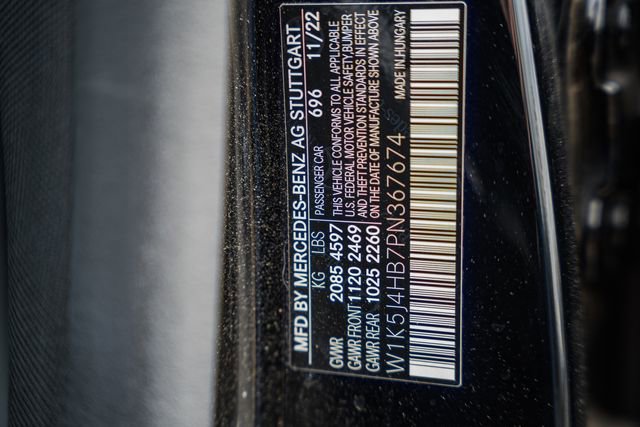 MFD BY MERCEDES-BENZ AG STUTTGART 11/22
KG LBS PASSENGER CAR 696
GWR 2085 4597 THIS VEHICLE CONFORMS TO ALL APPLICABLE
GAWR FRONT 1120 2469 U.S. FEDERAL MOTOR VEHICLE SAFETY, BUMPER
AND THEFT PREVENTION STANDARDS IN EFFECT
GAWR REAR 1025 2260 ON THE DATE OF MANUFACTURE SHOWN ABOVE
W1K5J4HB7PN367674 MADE IN HUNGARY